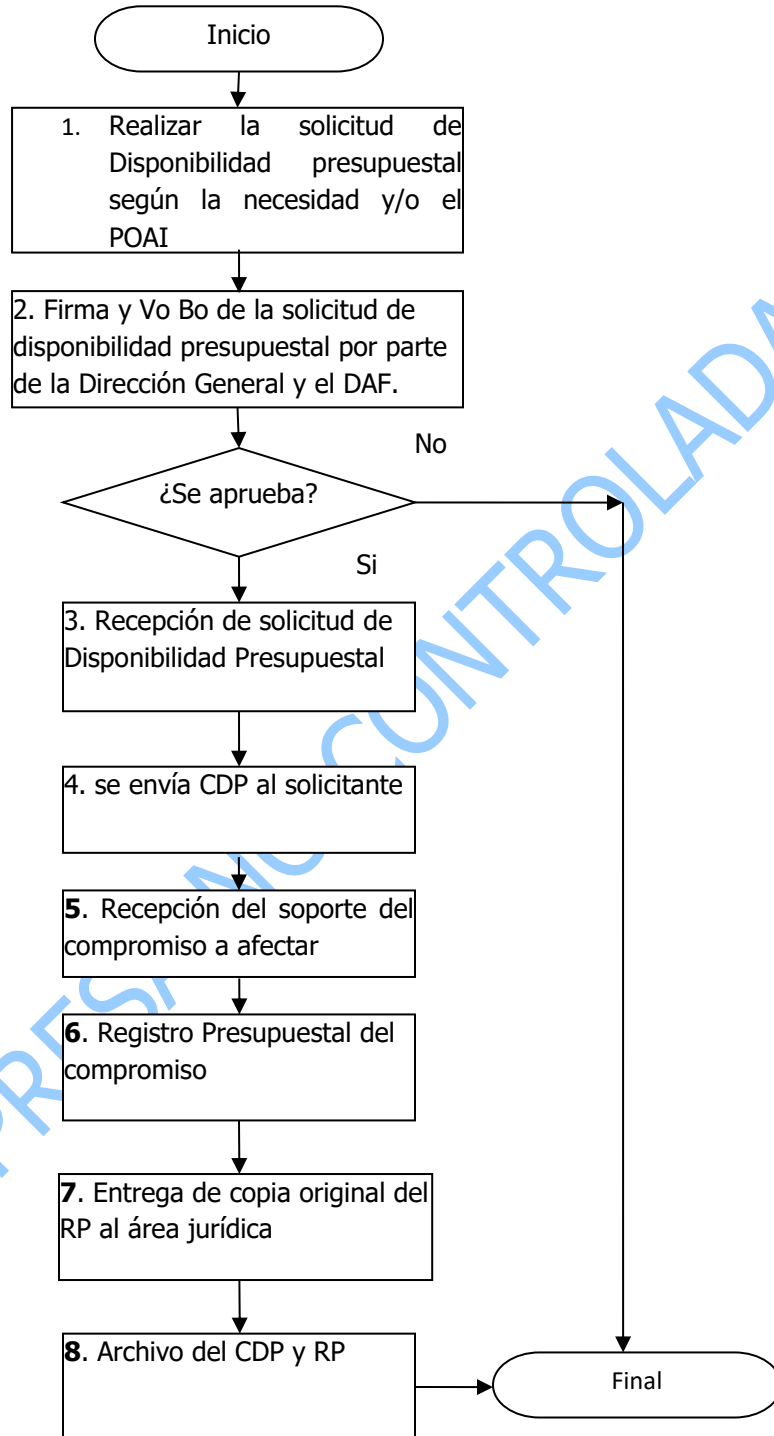 Inicio
1. Realizar la solicitud de
Disponibilidad presupuestal
según la necesidad y/o el
POAI
2. Firma y Vo Bo de la solicitud de
disponibilidad presupuestal por parte
de la Dirección General y el DAF.
No
¿Se aprueba?
Si
3. Recepción de solicitud de
Disponibilidad Presupuestal
4. se envía CDP al solicitante
5. Recepción del soporte del
compromiso a afectar
6. Registro Presupuestal del
compromiso
7. Entrega de copia original del
RP al área jurídica
8. Archivo del CDP y RP
Final
CONTROLADA